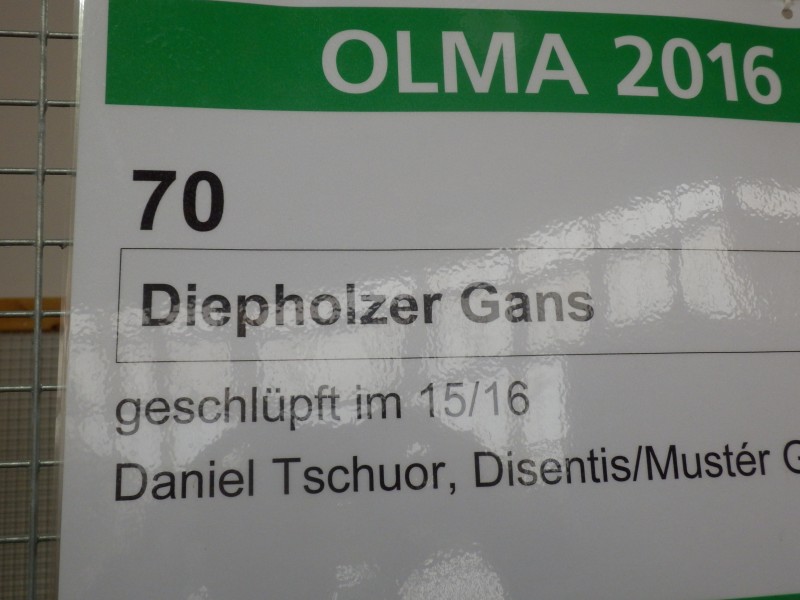 OLMA 2016
70
Diepholzer Gans
geschlüpft im 15/16
Daniel Tschuor, Disentis/Mustér G